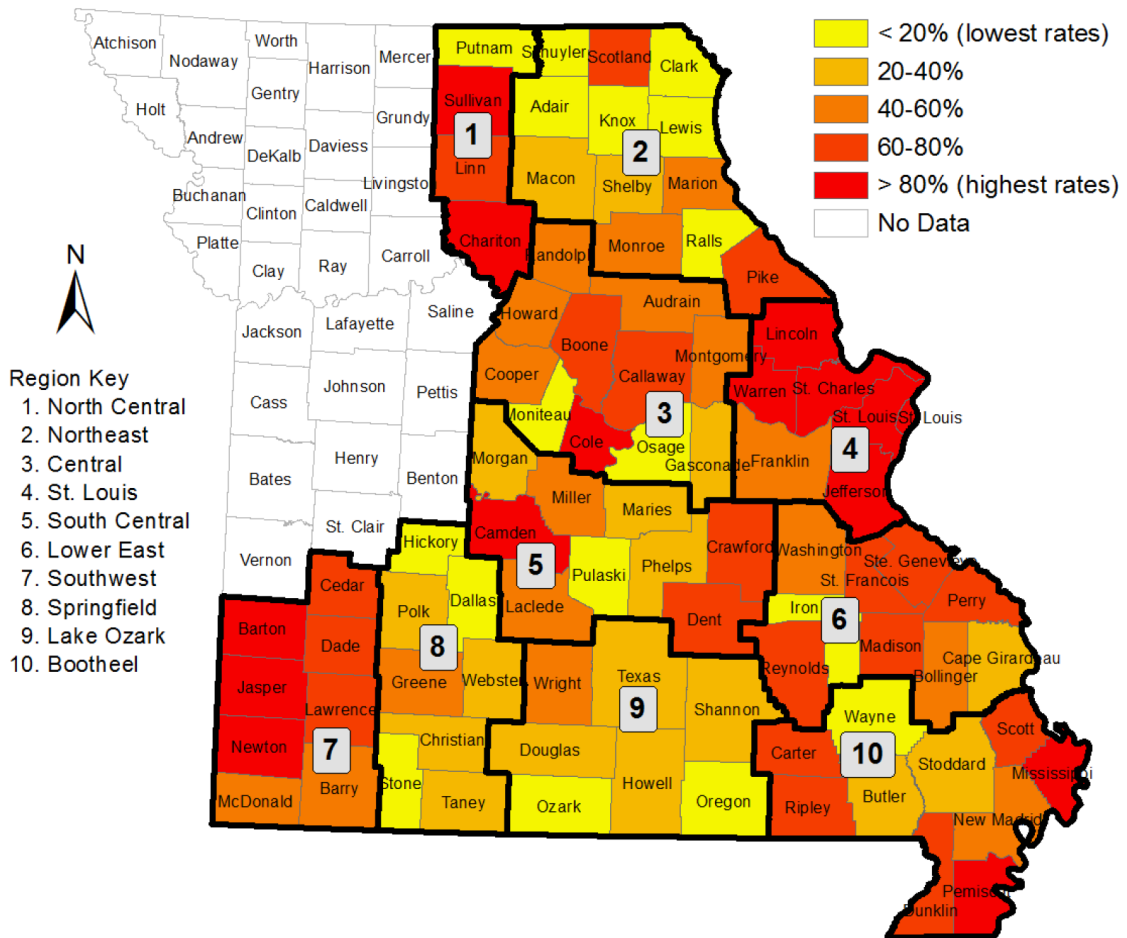 < 20% (lowest rates)
20-40%
40-60%
60-80%
> 80% (highest rates)
No Data
N
Region Key
1. North Central
2. Northeast
3. Central
4. St. Louis
5. South Central
6. Lower East
7. Southwest
8. Springfield
9. Lake Ozark
10. Bootheel
Atchison
Nodaway
Worth
Harrison
Mercer
Putnam
Schuyler
Scotland
Clark
Holt
Gentry
Grundy
Sullivan
Adair
Knox
Lewis
Andrew
DeKalb
Daviess
1
2
Linn
Macon
Shelby
Marion
Buchanan
Clinton
Caldwell
Livingsto
Platte
Clay
Ray
Carroll
Chariton
Randolp
Monroe
Ralls
Pike
Jackson
Lafayette
Saline
Howard
Audrain
Boone
Lincoln
Montgomery
Cass
Johnson
Pettis
Cooper
Callaway
Warren
St. Charles
Moniteau
3
Cole
Osage
Gasconade
St. Louis
St. Louis
4
Franklin
Jefferson
Bates
Henry
Benton
Morgan
Miller
Maries
Vernon
St. Clair
Hickory
Camden
5
Pulaski
Phelps
Crawford
Washington
Ste. Genevieve
St. Francois
Cedar
Polk
Dallas
Laclede
Dent
Iron
6
Perry
Barton
Dade
8
Madison
Cape Girardeau
Bollinger
Reynolds
Jasper
Greene
Webster
Wright
Texas
9
Shannon
Lawrence
Newton
7
Christian
Douglas
Wayne
10
Carter
Scott
Stoddard
Mississippi
McDonald
Barry
Stone
Taney
Ozark
Howell
Oregon
Ripley
Butler
New Madrid
Pemisco
Dunklin